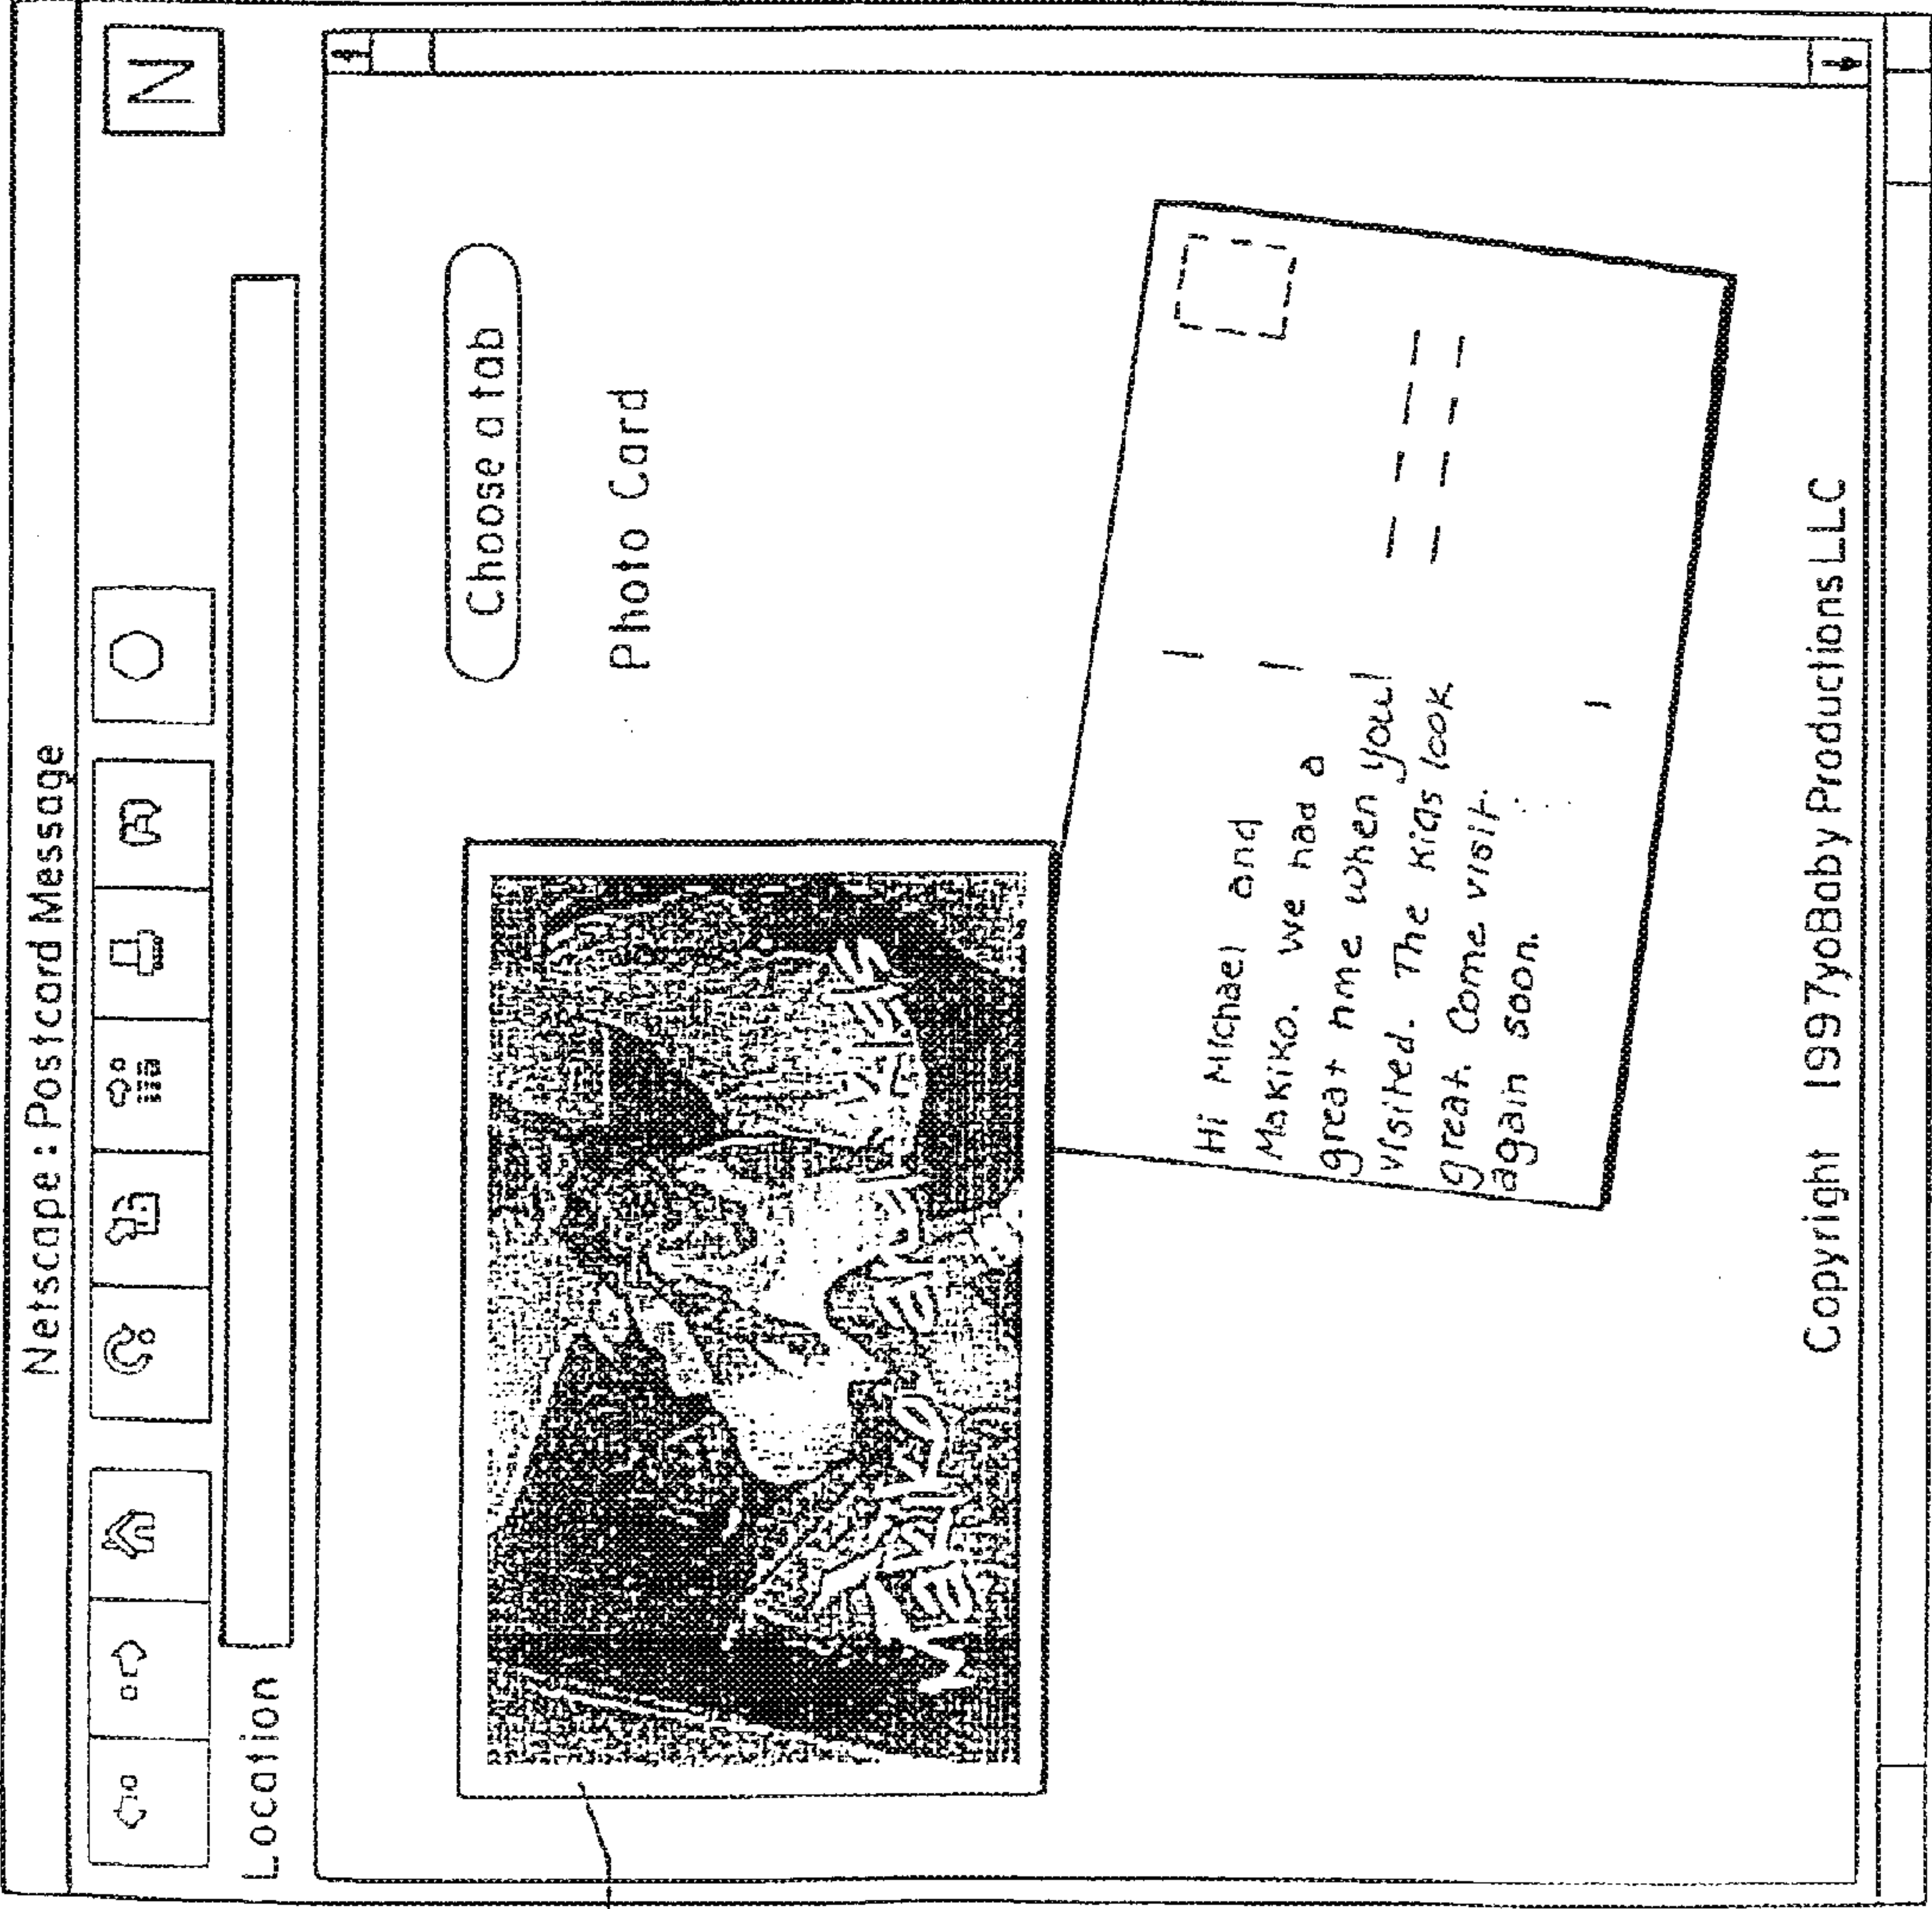 Netscape : Postcard Message
N
Location
Choose a tab
Photo Card
Hi Michael and
Makiko. We had a
great time when you
visited. The kids look
great. Come visit.
again soon.
Copyright 1997yoBaby Productions LLC